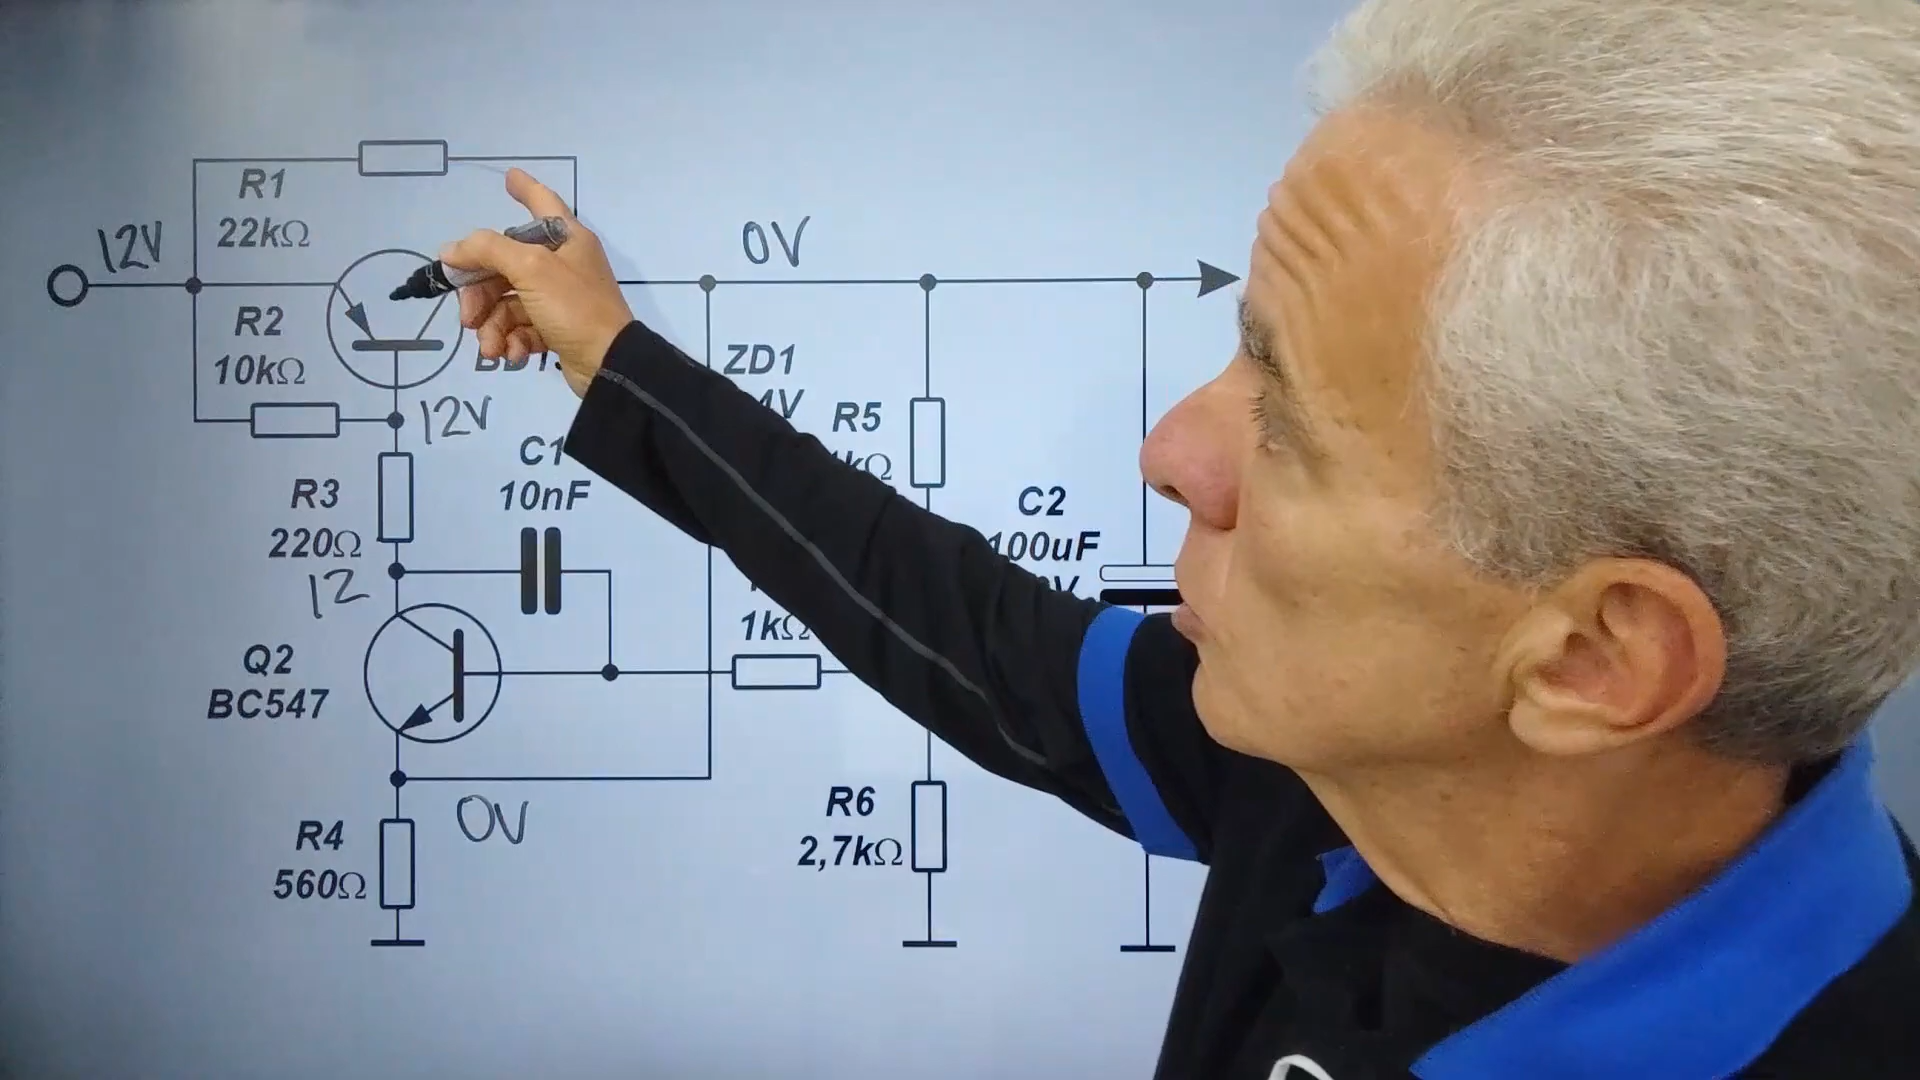 R1
22kΩ
12V
0V
R2
10kΩ
ZD1
12V
R5
C1
10nF
R3
220Ω
C2
100uF
12
1kΩ
Q2
BC547
R6
2,7kΩ
0V
R4
560Ω